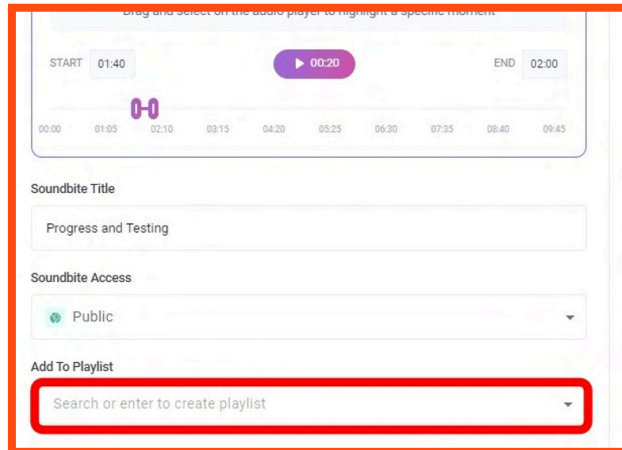 Drag and select on the audio player to highlight a specific moment
START 01:40 00:20 END 02:00
00:00 01:05 02:10 03:15 04:20 05:25 06:30 07:35 08:40 09:45
Soundbite Title
Progress and Testing
Soundbite Access
Public
Add To Playlist
Search or enter to create playlist